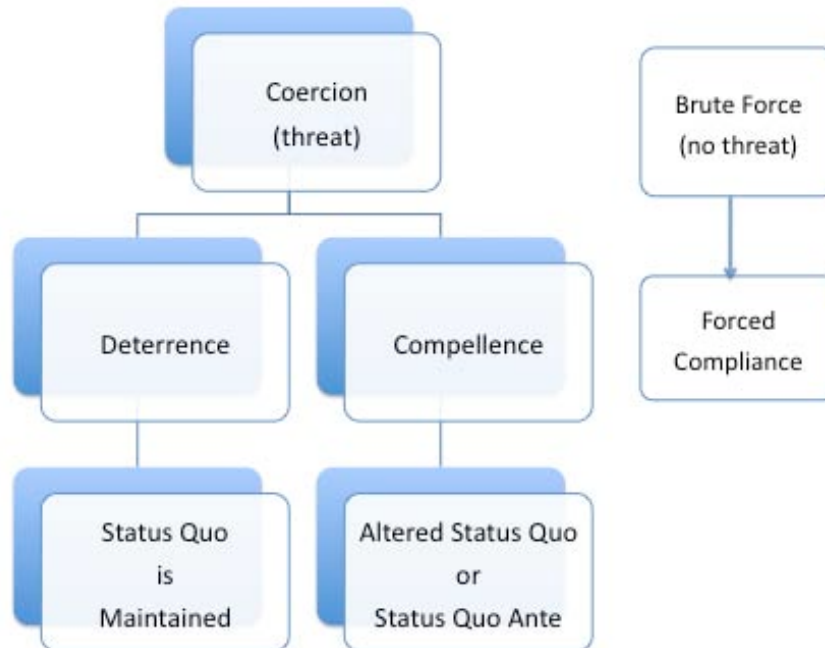 Coercion
(threat)
Brute Force
(no threat)
Deterrence
Compellence
Forced
Compliance
Status Quo
is
Maintained
Altered Status Quo
or
Status Quo Ante